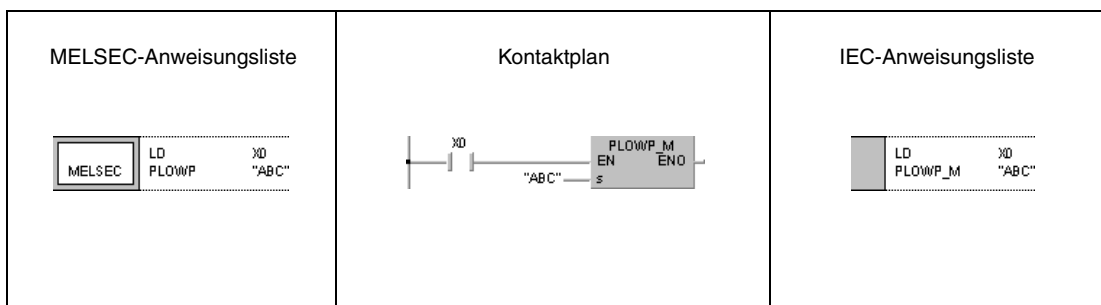 MELSEC-Anweisungsliste
MELSEC
LD X0
PLOWP "ABC"
Kontaktplan
X0
PLOWP_M
EN ENO
"ABC" s
IEC-Anweisungsliste
LD X0
PLOWP_M "ABC"